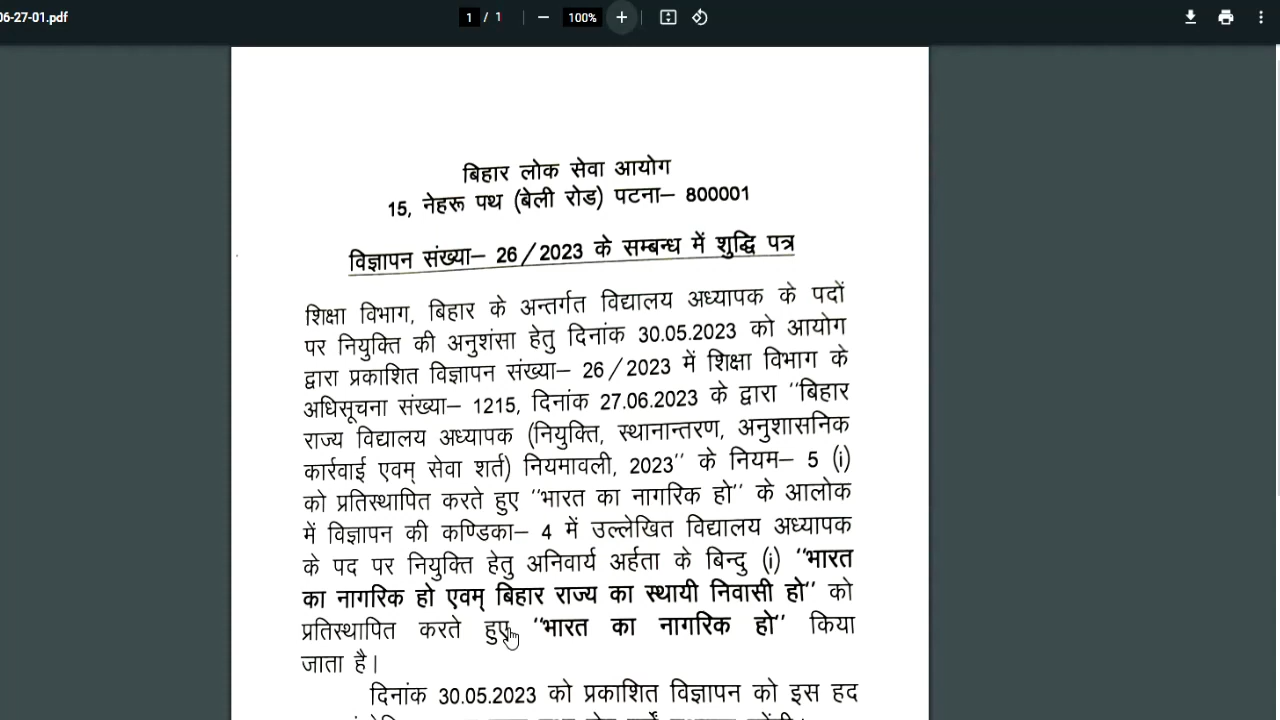 06-27-01.pdf
1 / 1
100%
बिहार लोक सेवा आयोग
15, नेहरू पथ (बेली रोड) पटना– 800001
विज्ञापन संख्या– 26/2023 के सम्बन्ध में शुद्धि पत्र
शिक्षा विभाग, बिहार के अन्तर्गत विद्यालय अध्यापक के पदों
पर नियुक्ति की अनुशंसा हेतु दिनांक 30.05.2023 को आयोग
द्वारा प्रकाशित विज्ञापन संख्या– 26/2023 में शिक्षा विभाग के
अधिसूचना संख्या– 1215, दिनांक 27.06.2023 के द्वारा "बिहार
राज्य विद्यालय अध्यापक (नियुक्ति, स्थानान्तरण, अनुशासनिक
कार्रवाई एवम् सेवा शर्त) नियमावली, 2023" के नियम– 5 (i)
को प्रतिस्थापित करते हुए "भारत का नागरिक हो" के आलोक
में विज्ञापन की कण्डिका– 4 में उल्लेखित विद्यालय अध्यापक
के पद पर नियुक्ति हेतु अनिवार्य अर्हता के बिन्दु (i) "भारत
का नागरिक हो एवम् बिहार राज्य का स्थायी निवासी हो" को
प्रतिस्थापित करते हुए "भारत का नागरिक हो" किया
जाता है।
दिनांक 30.05.2023 को प्रकाशित विज्ञापन को इस हद